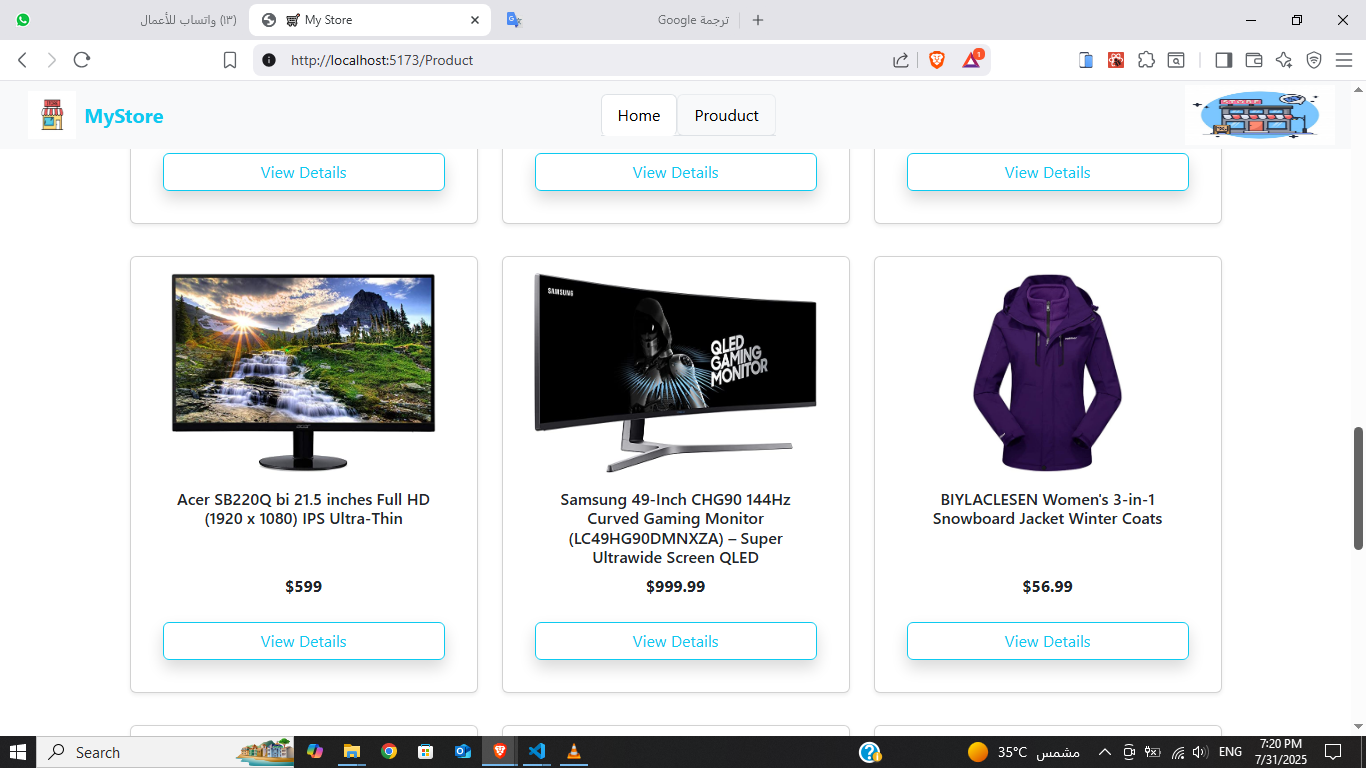 (١٣) واتساب للأعمال
My Store
ترجمة Google
http://localhost:5173/Product
1
MyStore
Home
Prouduct
STORE
View Details
View Details
View Details
acer
SAMSUNG
QLED
GAMING
MONITOR
Acer SB220Q bi 21.5 inches Full HD
(1920 x 1080) IPS Ultra-Thin
Samsung 49-Inch CHG90 144Hz
Curved Gaming Monitor
(LC49HG90DMNXZA) – Super
Ultrawide Screen QLED
BIYLACLESEN Women's 3-in-1
Snowboard Jacket Winter Coats
$599
$999.99
$56.99
View Details
View Details
View Details
Search
35°C مشمس
ENG
7:20 PM
7/31/2025